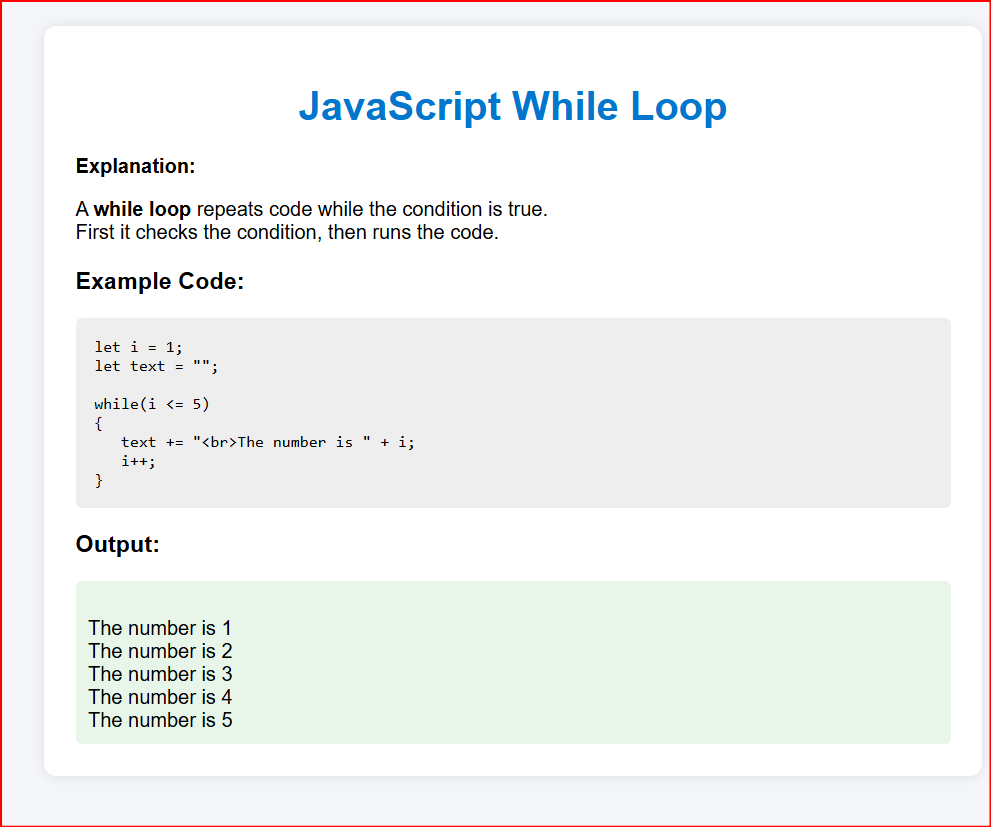 JavaScript While Loop
Explanation:
A while loop repeats code while the condition is true.
First it checks the condition, then runs the code.
Example Code:
let i = 1;
let text = "";
while(i <= 5)
{
   text += "<br>The number is " + i;
   i++;
}
Output:
The number is 1
The number is 2
The number is 3
The number is 4
The number is 5